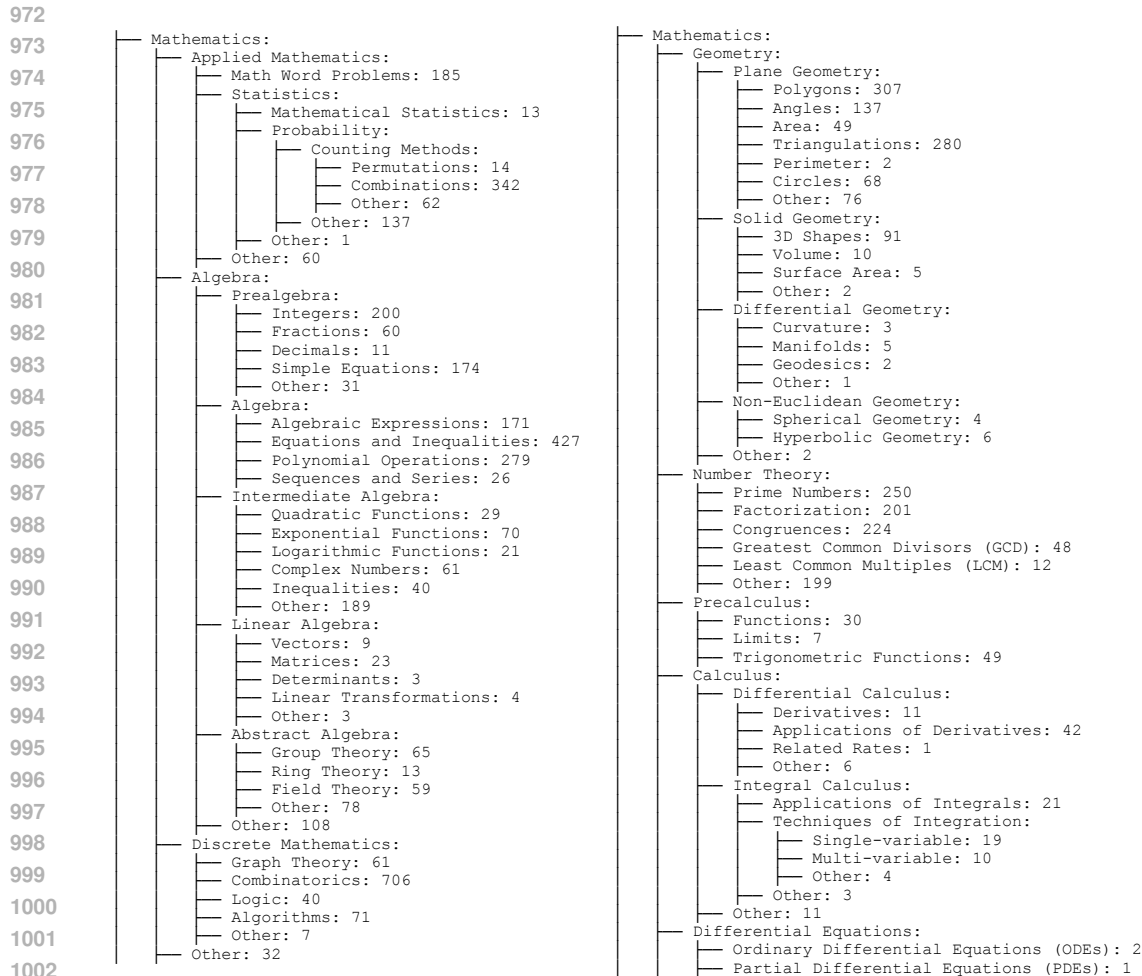 972
973
974
975
976
977
978
979
980
981
982
983
984
985
986
987
988
989
990
991
992
993
994
995
996
997
998
999
1000
1001
1002
Mathematics:
Applied Mathematics:
Math Word Problems: 185
Statistics:
Mathematical Statistics: 13
Probability:
Counting Methods:
Permutations: 14
Combinations: 342
Other: 62
Other: 137
Other: 1
Other: 60
Algebra:
Prealgebra:
Integers: 200
Fractions: 60
Decimals: 11
Simple Equations: 174
Other: 31
Algebra:
Algebraic Expressions: 171
Equations and Inequalities: 427
Polynomial Operations: 279
Sequences and Series: 26
Intermediate Algebra:
Quadratic Functions: 29
Exponential Functions: 70
Logarithmic Functions: 21
Complex Numbers: 61
Inequalities: 40
Other: 189
Linear Algebra:
Vectors: 9
Matrices: 23
Determinants: 3
Linear Transformations: 4
Other: 3
Abstract Algebra:
Group Theory: 65
Ring Theory: 13
Field Theory: 59
Other: 78
Other: 108
Discrete Mathematics:
Graph Theory: 61
Combinatorics: 706
Logic: 40
Algorithms: 71
Other: 7
Other: 32
Mathematics:
Geometry:
Plane Geometry:
Polygons: 307
Angles: 137
Area: 49
Triangulations: 280
Perimeter: 2
Circles: 68
Other: 76
Solid Geometry:
3D Shapes: 91
Volume: 10
Surface Area: 5
Other: 2
Differential Geometry:
Curvature: 3
Manifolds: 5
Geodesics: 2
Other: 1
Non-Euclidean Geometry:
Spherical Geometry: 4
Hyperbolic Geometry: 6
Other: 2
Number Theory:
Prime Numbers: 250
Factorization: 201
Congruences: 224
Greatest Common Divisors (GCD): 48
Least Common Multiples (LCM): 12
Other: 199
Precalculus:
Functions: 30
Limits: 7
Trigonometric Functions: 49
Calculus:
Differential Calculus:
Derivatives: 11
Applications of Derivatives: 42
Related Rates: 1
Other: 6
Integral Calculus:
Applications of Integrals: 21
Techniques of Integration:
Single-variable: 19
Multi-variable: 10
Other: 4
Other: 3
Other: 11
Differential Equations:
Ordinary Differential Equations (ODEs): 2
Partial Differential Equations (PDEs): 1